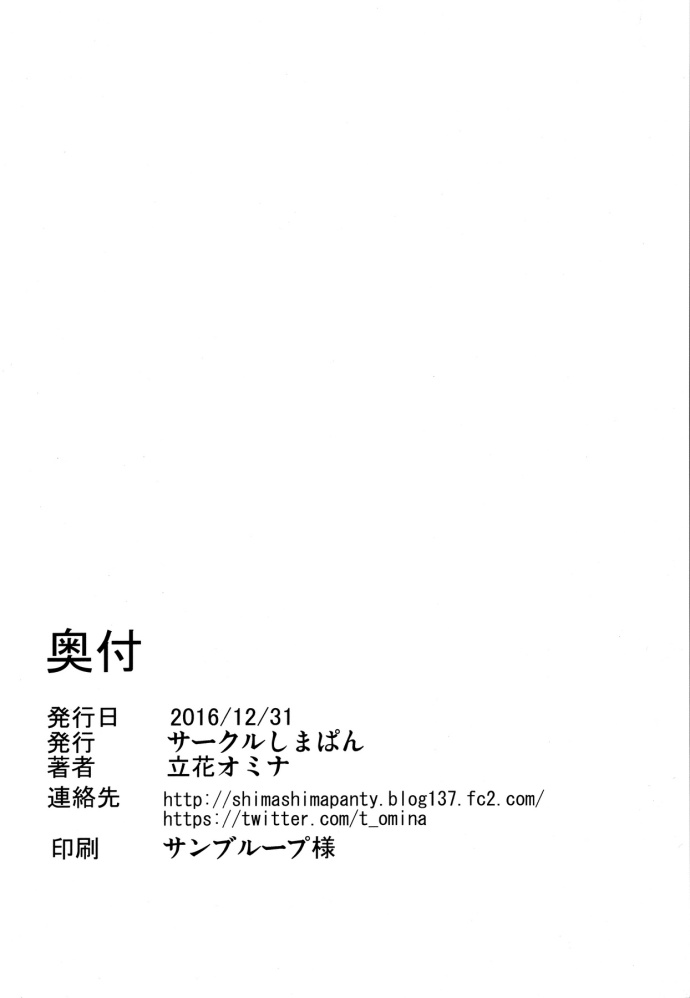 奥付
発行日 2016/12/31
発行 サークルしまぱん
著者 立花オミナ
連絡先 http://shimashimapanty.blog137.fc2.com/
https://twitter.com/t_omina
印刷 サンブループ様